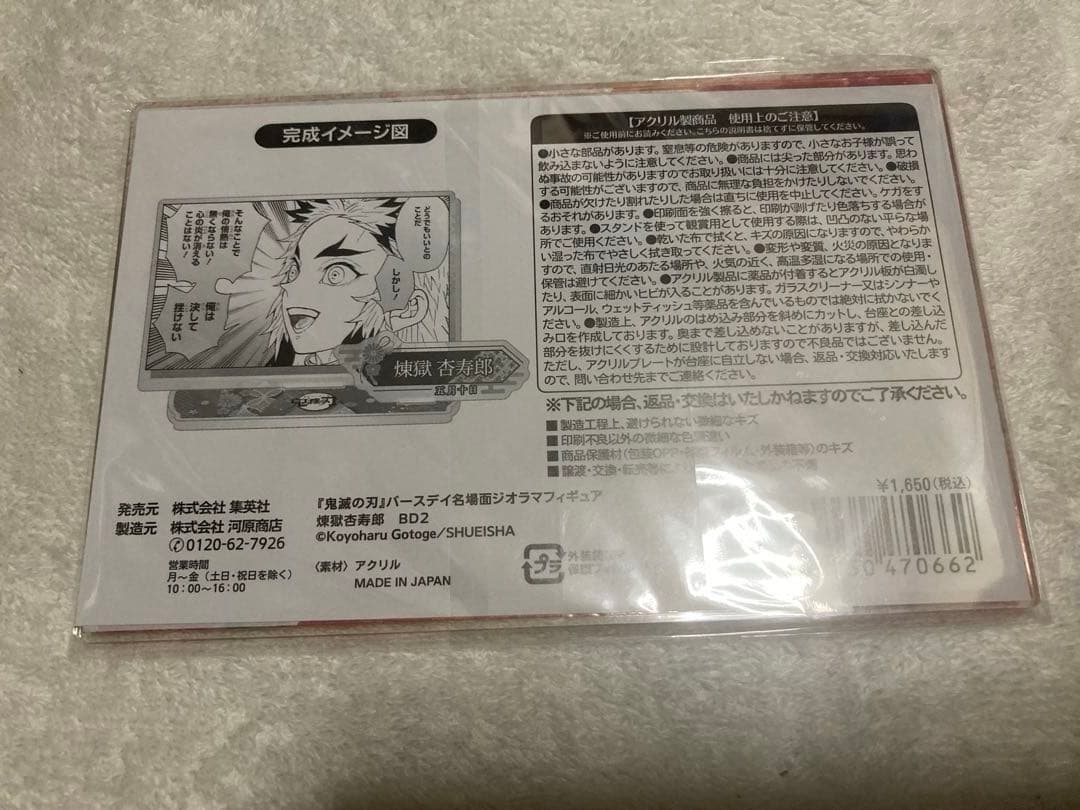 完成イメージ図
どうでもいいとの
ことだ
しかし！
そんなことで
俺の情熱は
無くならない！
心の炎が消える
ことはない！
俺は
決して
挫けない
煉獄 杏寿郎
五月十日
【アクリル製商品　使用上のご注意】
※ご使用前にお読みください。こちらの説明書は捨てずに保管してください。
●小さな部品があります。窒息等の危険がありますので、小さなお子様が誤って
飲み込まないように注意してください。●商品には尖った部分があります。思わ
ぬ事故の可能性がありますのでお取り扱いには十分に注意してください。●破損
する可能性がございますので、商品に無理な負担をかけたりしないでください。
●商品が欠けたり割れたりした場合は直ちに使用を中止してください。ケガをす
るおそれがあります。●印刷面を強く擦ると、印刷が剥げたり色落ちする場合が
あります。●スタンドを使って観賞用として使用する際は、凹凸のない平らな場
所でご使用ください。●乾いた布で拭くと、キズの原因になりますので、やわらか
い湿った布でやさしく拭き取ってください。●変形や変質、火災の原因となりま
すので、直射日光のあたる場所や、火気の近く、高温多湿になる場所での使用・
保管は避けてください。●アクリル製品に薬品が付着するとアクリル板が白濁し
たり、表面に細かいヒビが入ることがあります。ガラスクリーナー又はシンナーや
アルコール、ウェットティッシュ等薬品を含んでいるものでは絶対に拭かないでく
ださい。●製造上、アクリルのはめ込み部分を斜めにカットし、台座との差し込
み口を作成しております。奥まで差し込めないことがありますが、差し込んだ
部分を抜けにくくするために設計しておりますので不良品ではございません。
ただし、アクリルプレートが台座に自立しない場合、返品・交換対応いたします
ので、問い合わせ先までご連絡ください。
※下記の場合、返品・交換はいたしかねますのでご了承ください。
■製造工程上、避けられない微細なキズ
■印刷不良以外の微細な色違い
■商品保護材(包装OPP・フィルム・外装箱等)のキズ
■譲渡・交換・転売等に
¥1,650(税込)
発売元　株式会社 集英社
製造元　株式会社 河原商店
✆0120-62-7926
営業時間
月～金（土日・祝日を除く）
10：00～16：00
『鬼滅の刃』バースデイ名場面ジオラマフィギュア
煉獄杏寿郎　BD2
©Koyoharu Gotoge/SHUEISHA
〈素材〉アクリル
MADE IN JAPAN
プラ
470662